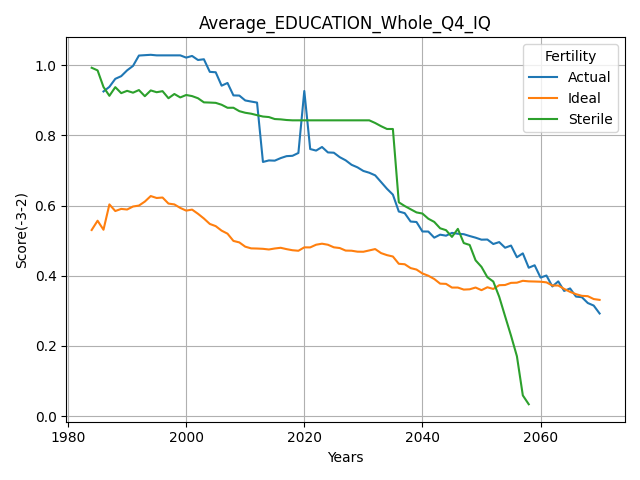 Average_EDUCATION_Whole_Q4_IQ
Fertility
Actual
Ideal
Sterile
Score(-3-2)
1.0
0.8
0.6
0.4
0.2
0.0
1980 2000 2020 2040 2060
Years